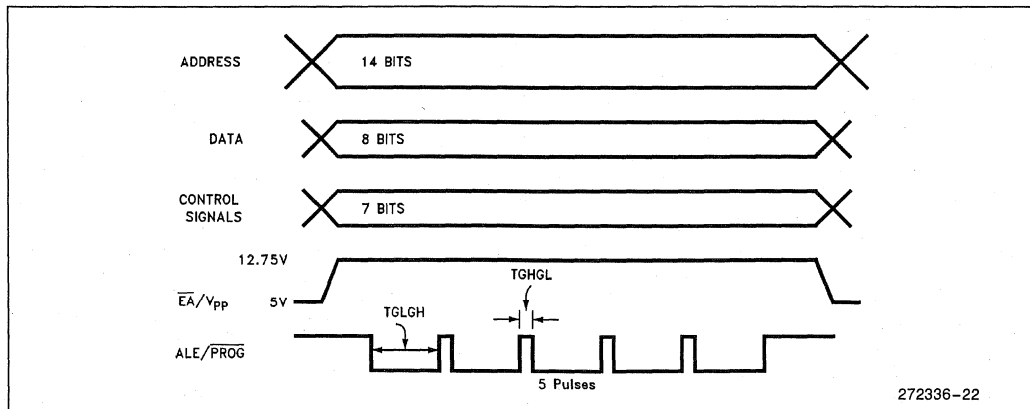 ADDRESS
14 BITS
DATA
8 BITS
CONTROL
SIGNALS
7 BITS
12.75V
TGHGL
EA/VPP
5V
TGLGH
ALE/PROG
5 Pulses
272336-22